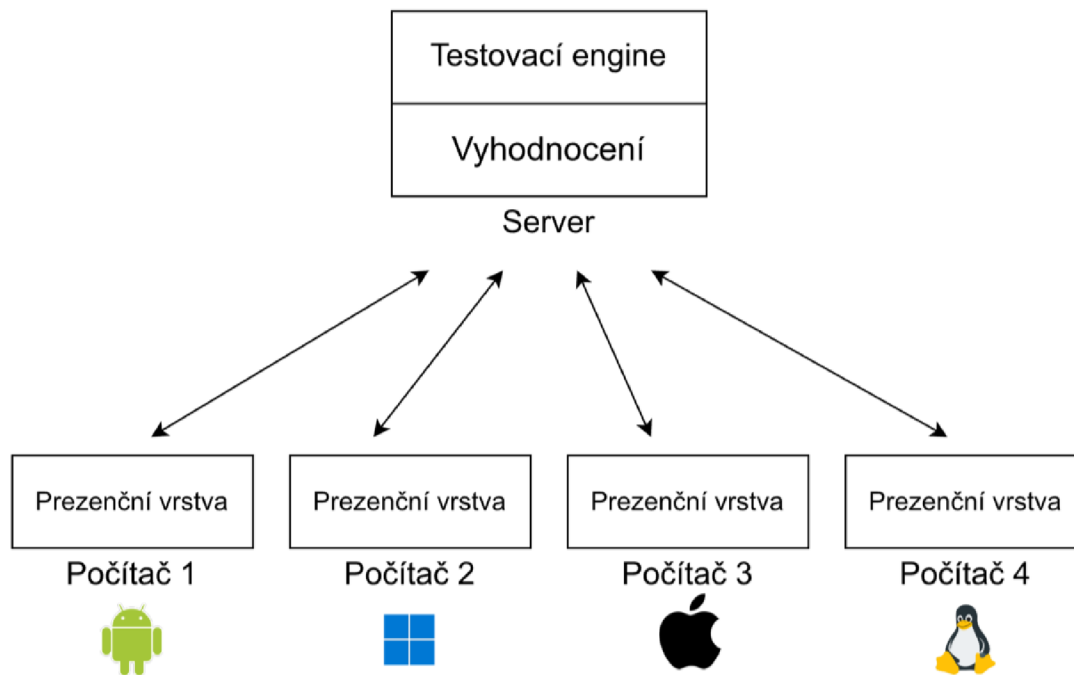 Testovací engine
Vyhodnocení
Server
Prezenční vrstva
Prezenční vrstva
Prezenční vrstva
Prezenční vrstva
Počítač 1
Počítač 2
Počítač 3
Počítač 4